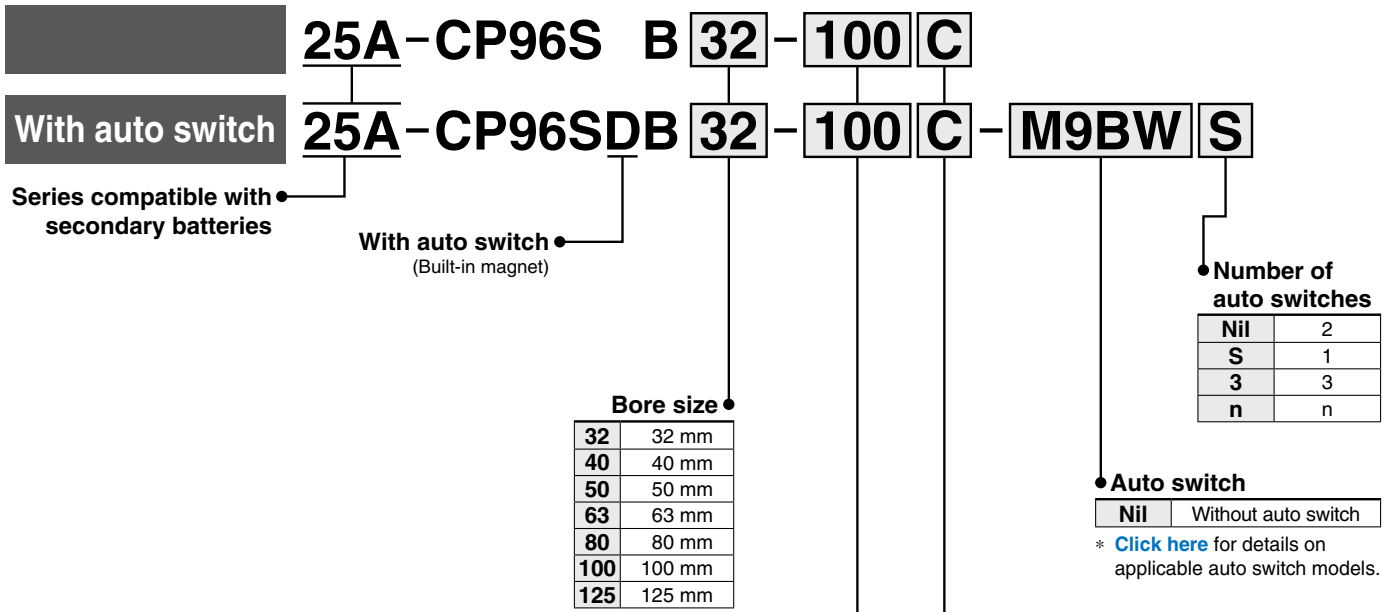 25A-CP96S B 32 - 100 C
With auto switch 25A-CP96SDB 32 - 100 C - M9BW S
Series compatible with
secondary batteries
With auto switch
(Built-in magnet)
Number of
auto switches
Nil 2
S 1
3 3
n n
Bore size
32 32 mm
40 40 mm
50 50 mm
63 63 mm
80 80 mm
100 100 mm
125 125 mm
Auto switch
Nil Without auto switch
* Click here for details on
applicable auto switch models.